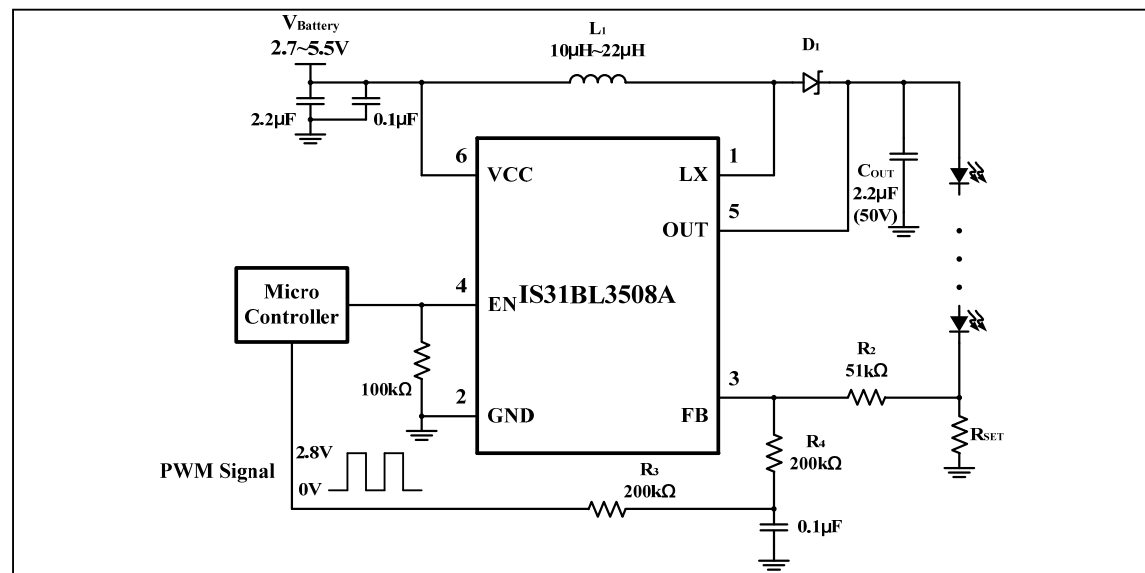 VBattery
2.7~5.5V
L1
10μH~22μH
D1
2.2μF
0.1μF
6
VCC
1
LX
COUT
2.2μF
(50V)
5
OUT
Micro
Controller
4
EN
IS31BL3508A
100kΩ
2
GND
3
FB
R2
51kΩ
RSET
R4
200kΩ
PWM Signal
2.8V
0V
R3
200kΩ
0.1μF